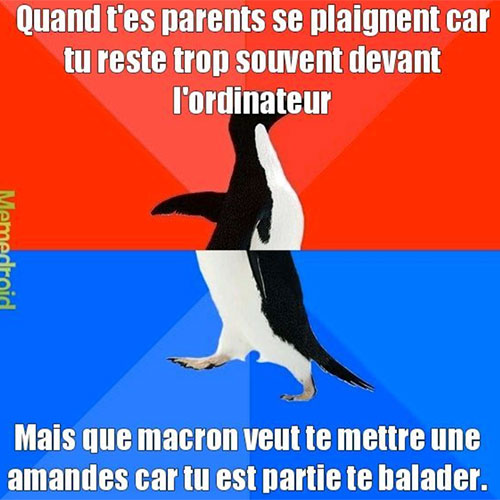 Quand t'es parents se plaignent car
tu reste trop souvent devant
l'ordinateur
Memedroid
Mais que macron veut te mettre une
amandes car tu est partie te balader.